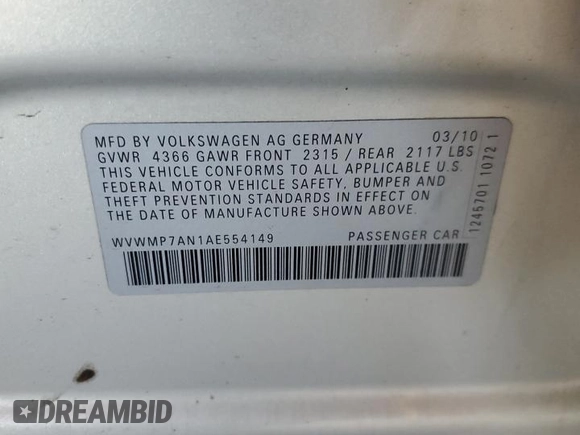 MFD BY VOLKSWAGEN AG GERMANY 03/10
GVWR 4366 GAWR FRONT 2315 / REAR 2117 LBS
THIS VEHICLE CONFORMS TO ALL APPLICABLE U.S.
FEDERAL MOTOR VEHICLE SAFETY, BUMPER AND
THEFT PREVENTION STANDARDS IN EFFECT ON
THE DATE OF MANUFACTURE SHOWN ABOVE.
WVWMP7AN1AE554149 PASSENGER CAR
1245701 1072 1
DREAMBID